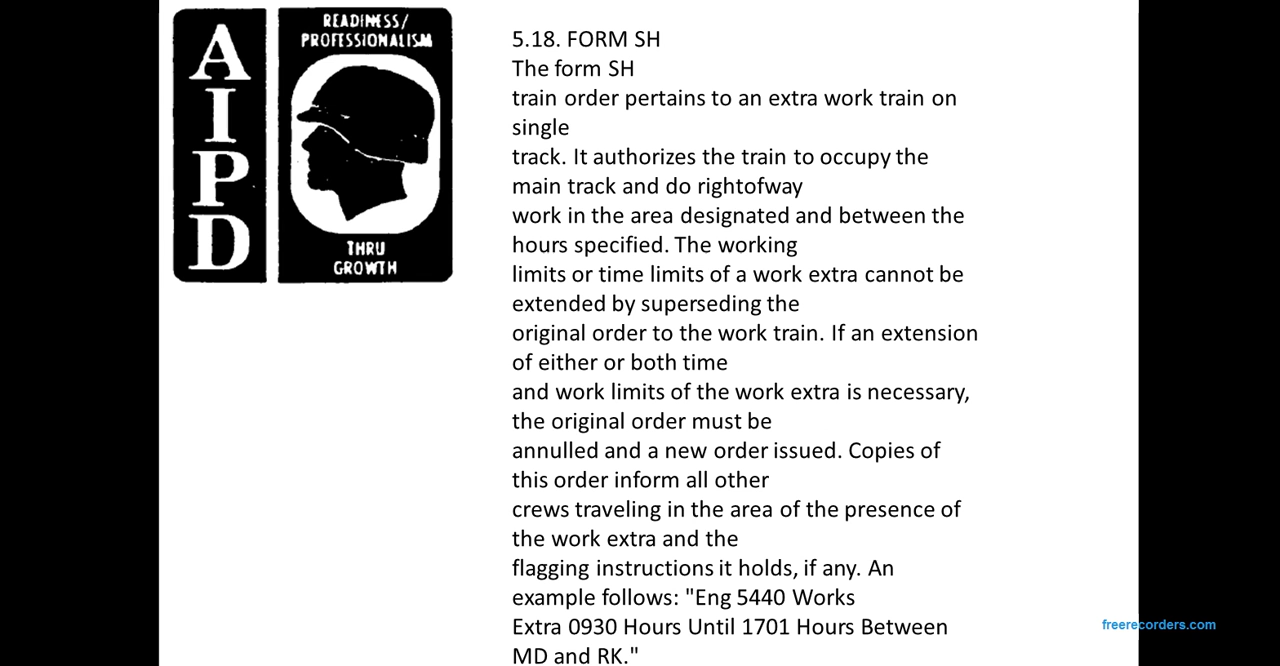 A
I
P
D
READINESS/
PROFESSIONALISM
THRU
GROWTH
5.18. FORM SH
The form SH
train order pertains to an extra work train on
single
track. It authorizes the train to occupy the
main track and do rightofway
work in the area designated and between the
hours specified. The working
limits or time limits of a work extra cannot be
extended by superseding the
original order to the work train. If an extension
of either or both time
and work limits of the work extra is necessary,
the original order must be
annulled and a new order issued. Copies of
this order inform all other
crews traveling in the area of the presence of
the work extra and the
flagging instructions it holds, if any. An
example follows: "Eng 5440 Works
Extra 0930 Hours Until 1701 Hours Between
MD and RK."
freerecorders.com